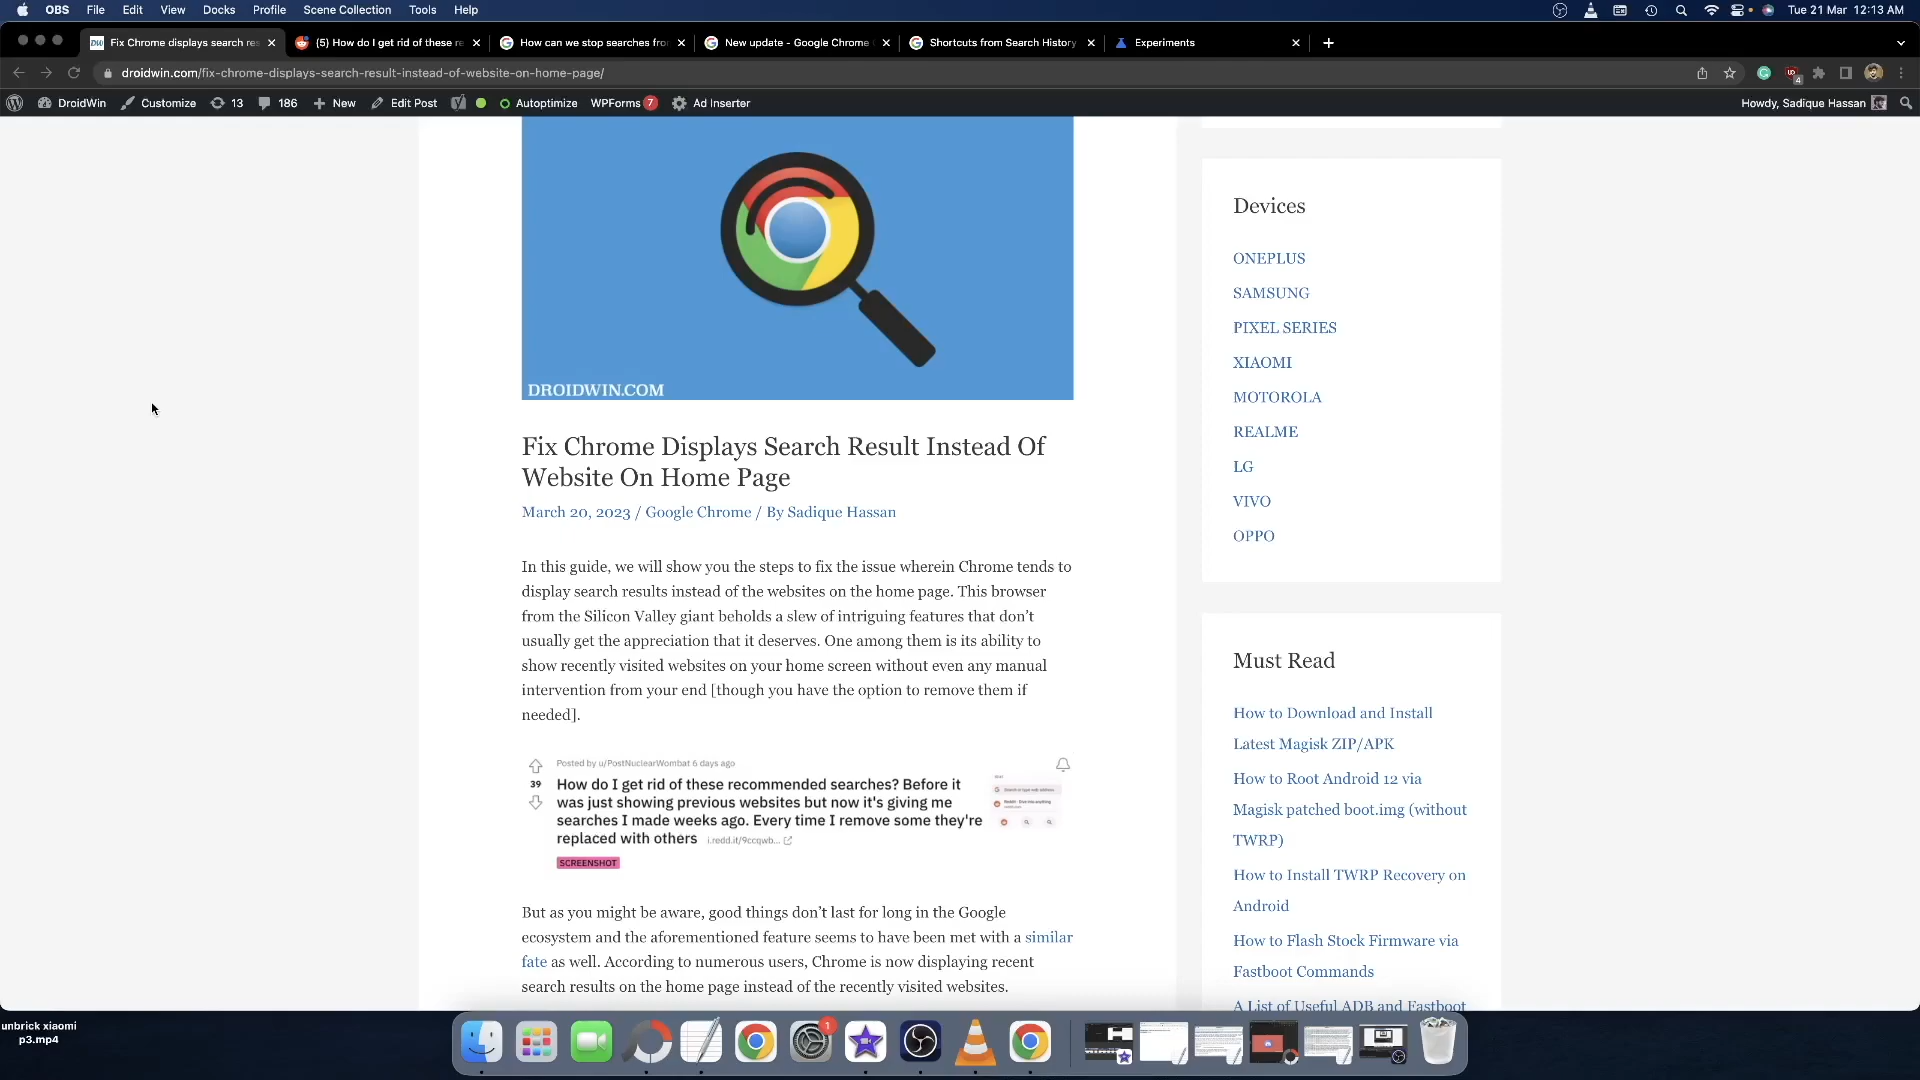 OBS File Edit View Docks Profile Scene Collection Tools Help Tue 21 Mar 12:13 AM
Fix Chrome displays search res (5) How do I get rid of these re How can we stop searches fro New update - Google Chrome Shortcuts from Search History Experiments
droidwin.com/fix-chrome-displays-search-result-instead-of-website-on-home-page/
DroidWin Customize 13 186 New Edit Post Autoptimize WPForms 7 Ad Inserter Howdy, Sadique Hassan
DROIDWIN.COM
Fix Chrome Displays Search Result Instead Of
Website On Home Page
March 20, 2023 / Google Chrome / By Sadique Hassan
In this guide, we will show you the steps to fix the issue wherein Chrome tends to
display search results instead of the websites on the home page. This browser
from the Silicon Valley giant beholds a slew of intriguing features that don’t
usually get the appreciation that it deserves. One among them is its ability to
show recently visited websites on your home screen without even any manual
intervention from your end [though you have the option to remove them if
needed].
Posted by u/PostNuclearWombat 6 days ago
39
How do I get rid of these recommended searches? Before it
was just showing previous websites but now it's giving me
searches I made weeks ago. Every time I remove some they're
replaced with others i.redd.it/9ccqwb...
SCREENSHOT
But as you might be aware, good things don’t last for long in the Google
ecosystem and the aforementioned feature seems to have been met with a similar
fate as well. According to numerous users, Chrome is now displaying recent
search results on the home page instead of the recently visited websites.
Devices
ONEPLUS
SAMSUNG
PIXEL SERIES
XIAOMI
MOTOROLA
REALME
LG
VIVO
OPPO
Must Read
How to Download and Install
Latest Magisk ZIP/APK
How to Root Android 12 via
Magisk patched boot.img (without
TWRP)
How to Install TWRP Recovery on
Android
How to Flash Stock Firmware via
Fastboot Commands
A List of Useful ADB and Fastboot
unbrick xiaomi
p3.mp4
1